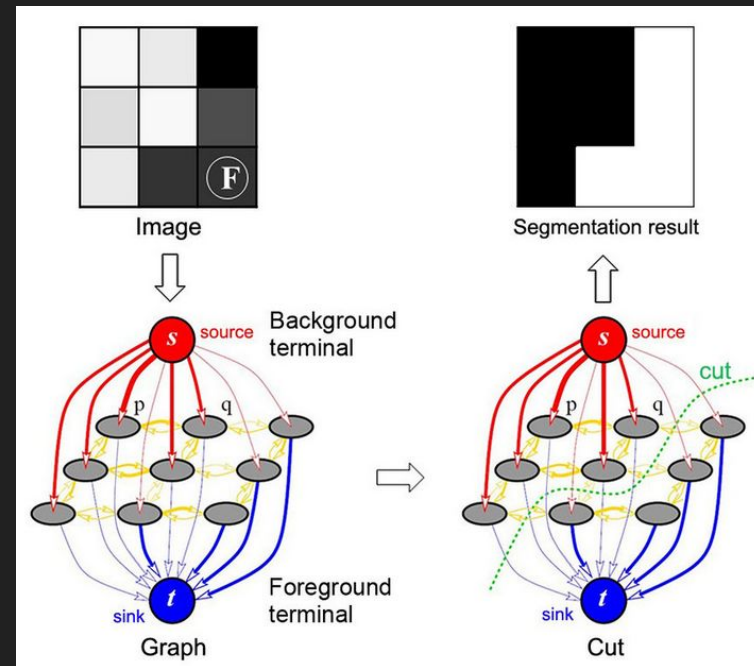 F
Image
Segmentation result
s
source
Background
terminal
p
q
s
source
cut
p
q
t
sink
Foreground
terminal
Graph
t
sink
Cut